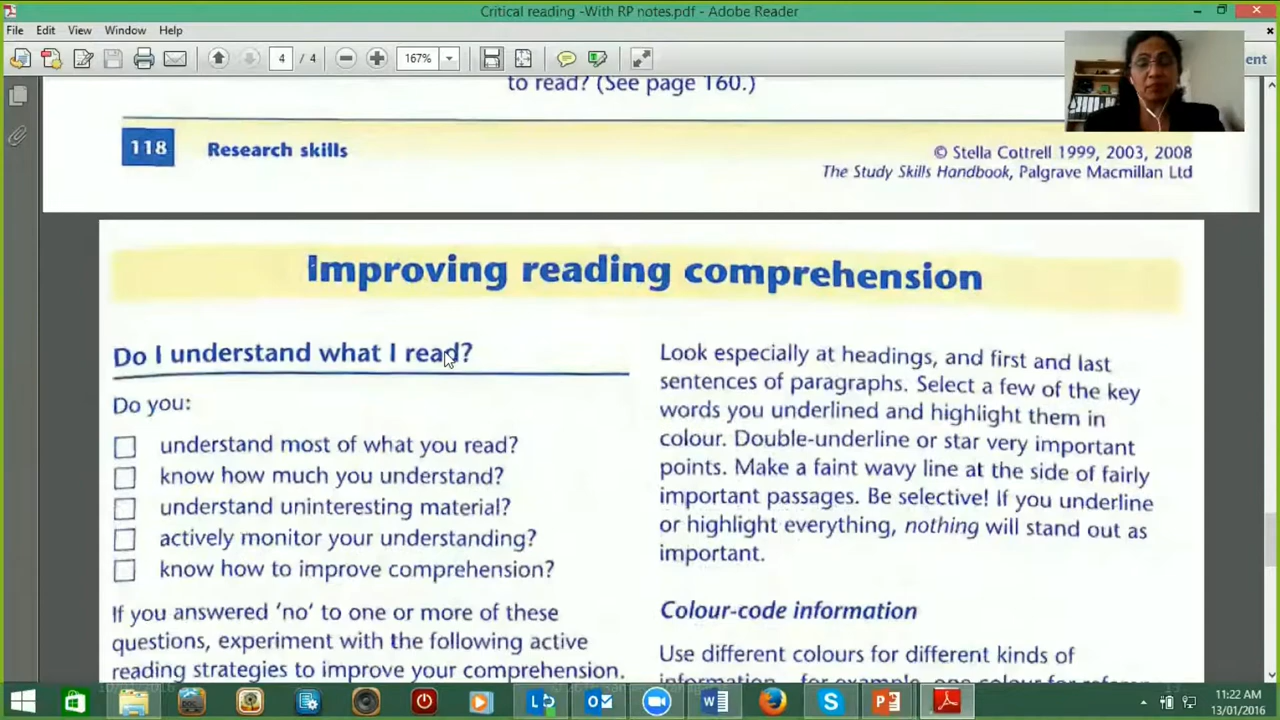 Critical reading -With RP notes.pdf - Adobe Reader
File Edit View Window Help
4 / 4 167%
ent
to read? (See page 160.)
118 Research skills
© Stella Cottrell 1999, 2003, 2008
The Study Skills Handbook, Palgrave Macmillan Ltd
Improving reading comprehension
Do I understand what I read?
Do you:
understand most of what you read?
know how much you understand?
understand uninteresting material?
actively monitor your understanding?
know how to improve comprehension?
If you answered 'no' to one or more of these
questions, experiment with the following active
reading strategies to improve your comprehension.
Look especially at headings, and first and last
sentences of paragraphs. Select a few of the key
words you underlined and highlight them in
colour. Double-underline or star very important
points. Make a faint wavy line at the side of fairly
important passages. Be selective! If you underline
or highlight everything, nothing will stand out as
important.
Colour-code information
Use different colours for different kinds of
11:22 AM
13/01/2016